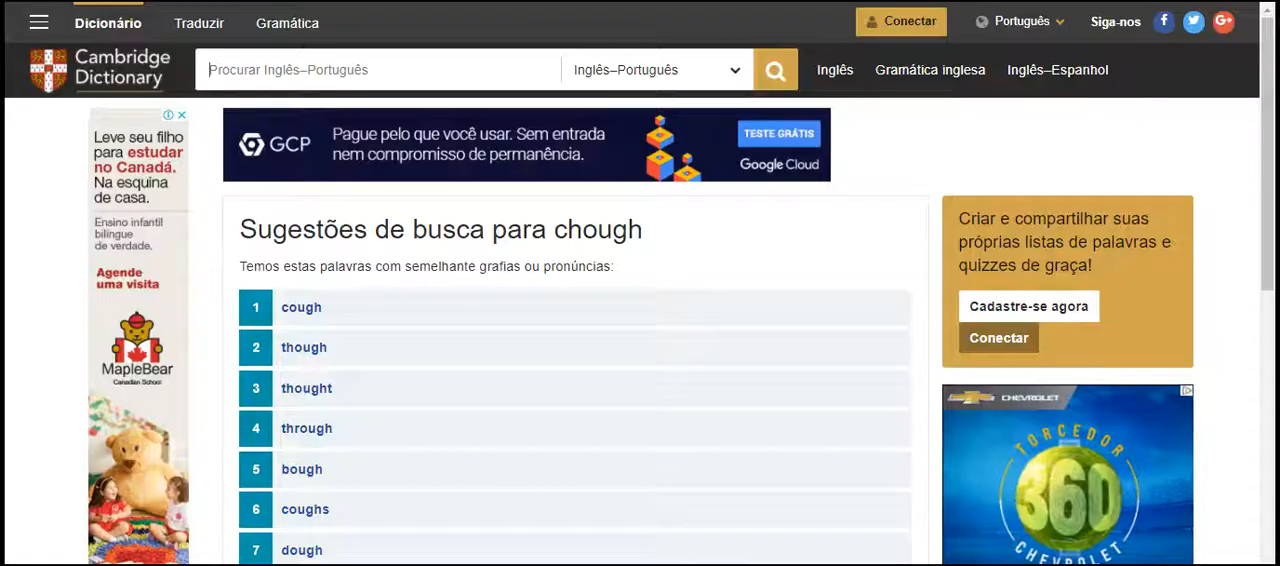 Dicionário Traduzir Gramática Conectar Português Siga-nos f G+
Cambridge
Dictionary
Procurar Inglês–Português Inglês–Português Inglês Gramática inglesa Inglês–Espanhol
Leve seu filho
para estudar
no Canadá.
Na esquina
de casa.
Ensino infantil
bilíngue
de verdade.
Agende
uma visita
MapleBear
Canadian School
GCP
Pague pelo que você usar. Sem entrada
nem compromisso de permanência.
TESTE GRÁTIS
Google Cloud
Sugestões de busca para chough
Temos estas palavras com semelhante grafias ou pronúncias:
1 cough
2 though
3 thought
4 through
5 bough
6 coughs
7 dough
Criar e compartilhar suas
próprias listas de palavras e
quizzes de graça!
Cadastre-se agora
Conectar
CHEVROLET
TORCEDOR
360
CHEVROLET